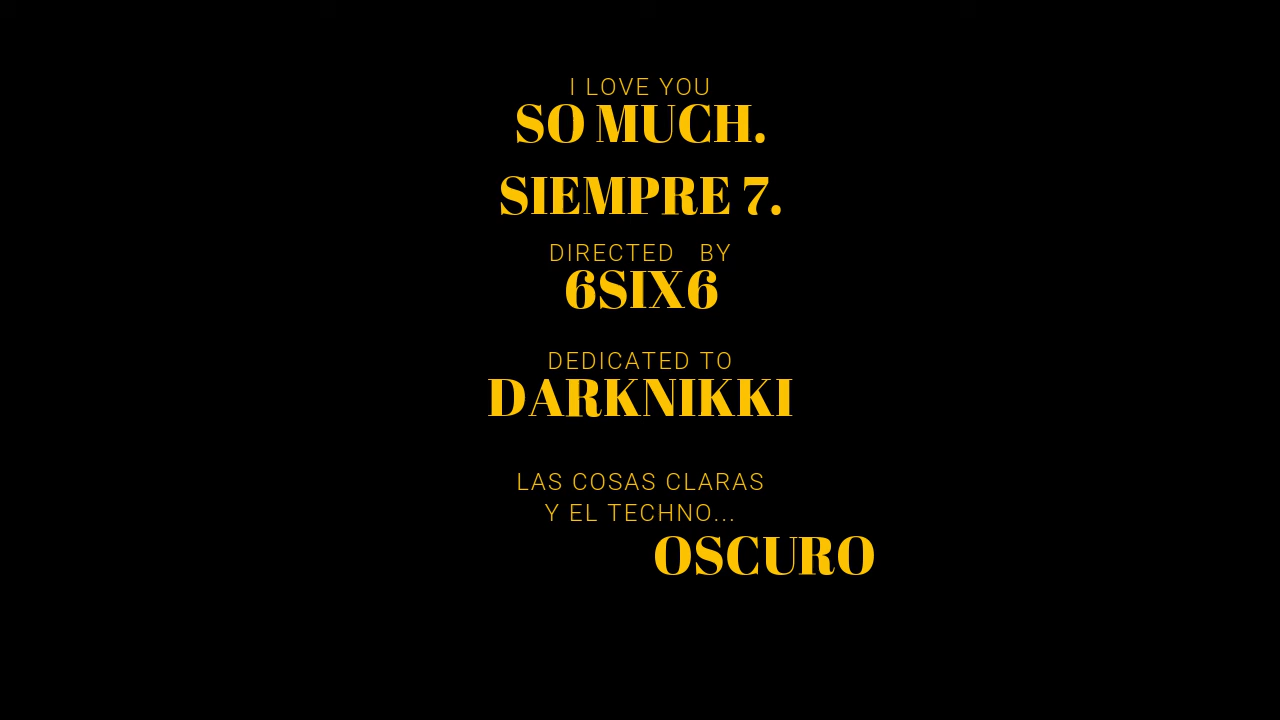 I LOVE YOU
SO MUCH.
SIEMPRE 7.
DIRECTED BY
6SIX6
DEDICATED TO
DARKNIKKI
LAS COSAS CLARAS
Y EL TECHNO...
OSCURO